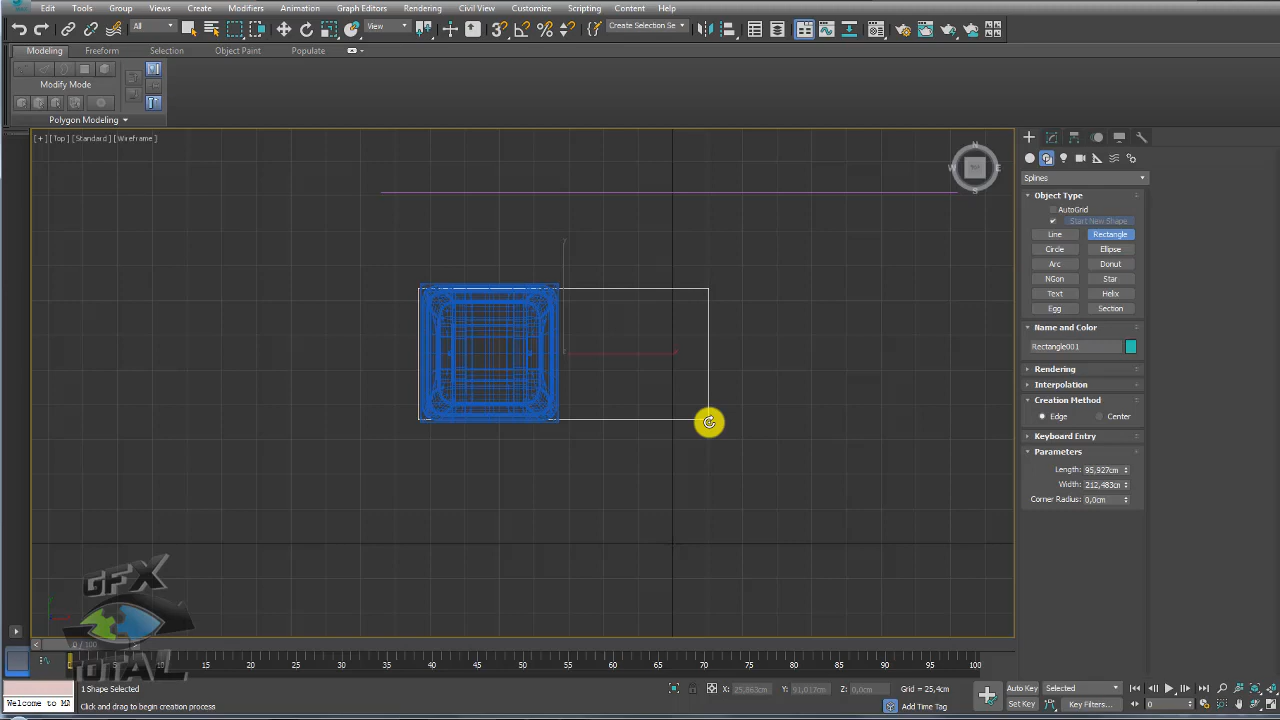 Edit Tools Group Views Create Modifiers Animation Graph Editors Rendering Civil View Customize Scripting Content Help
All View Create Selection Se
Modeling Freeform Selection Object Paint Populate
Modify Mode
Polygon Modeling
[+] [Top] [Standard] [Wireframe]
N
W TOP E
S
Splines
Object Type
AutoGrid
Start New Shape
Line Rectangle
Circle Ellipse
Arc Donut
NGon Star
Text Helix
Egg Section
Name and Color
Rectangle001
Rendering
Interpolation
Creation Method
Edge Center
Keyboard Entry
Parameters
Length: 95,927cm
Width: 212,483cm
Corner Radius: 0,0cm
GFX
TOTAL
0 / 100
15 20 25 30 35 40 45 50 55 60 65 70 75 80 85 90 95 100
1 Shape Selected
X: 25,863cm Y: 91,017cm Z: 0,0cm Grid = 25,4cm
Auto Key Selected
Welcome to MA
Click and drag to begin creation process
Add Time Tag
Set Key Key Filters... 0